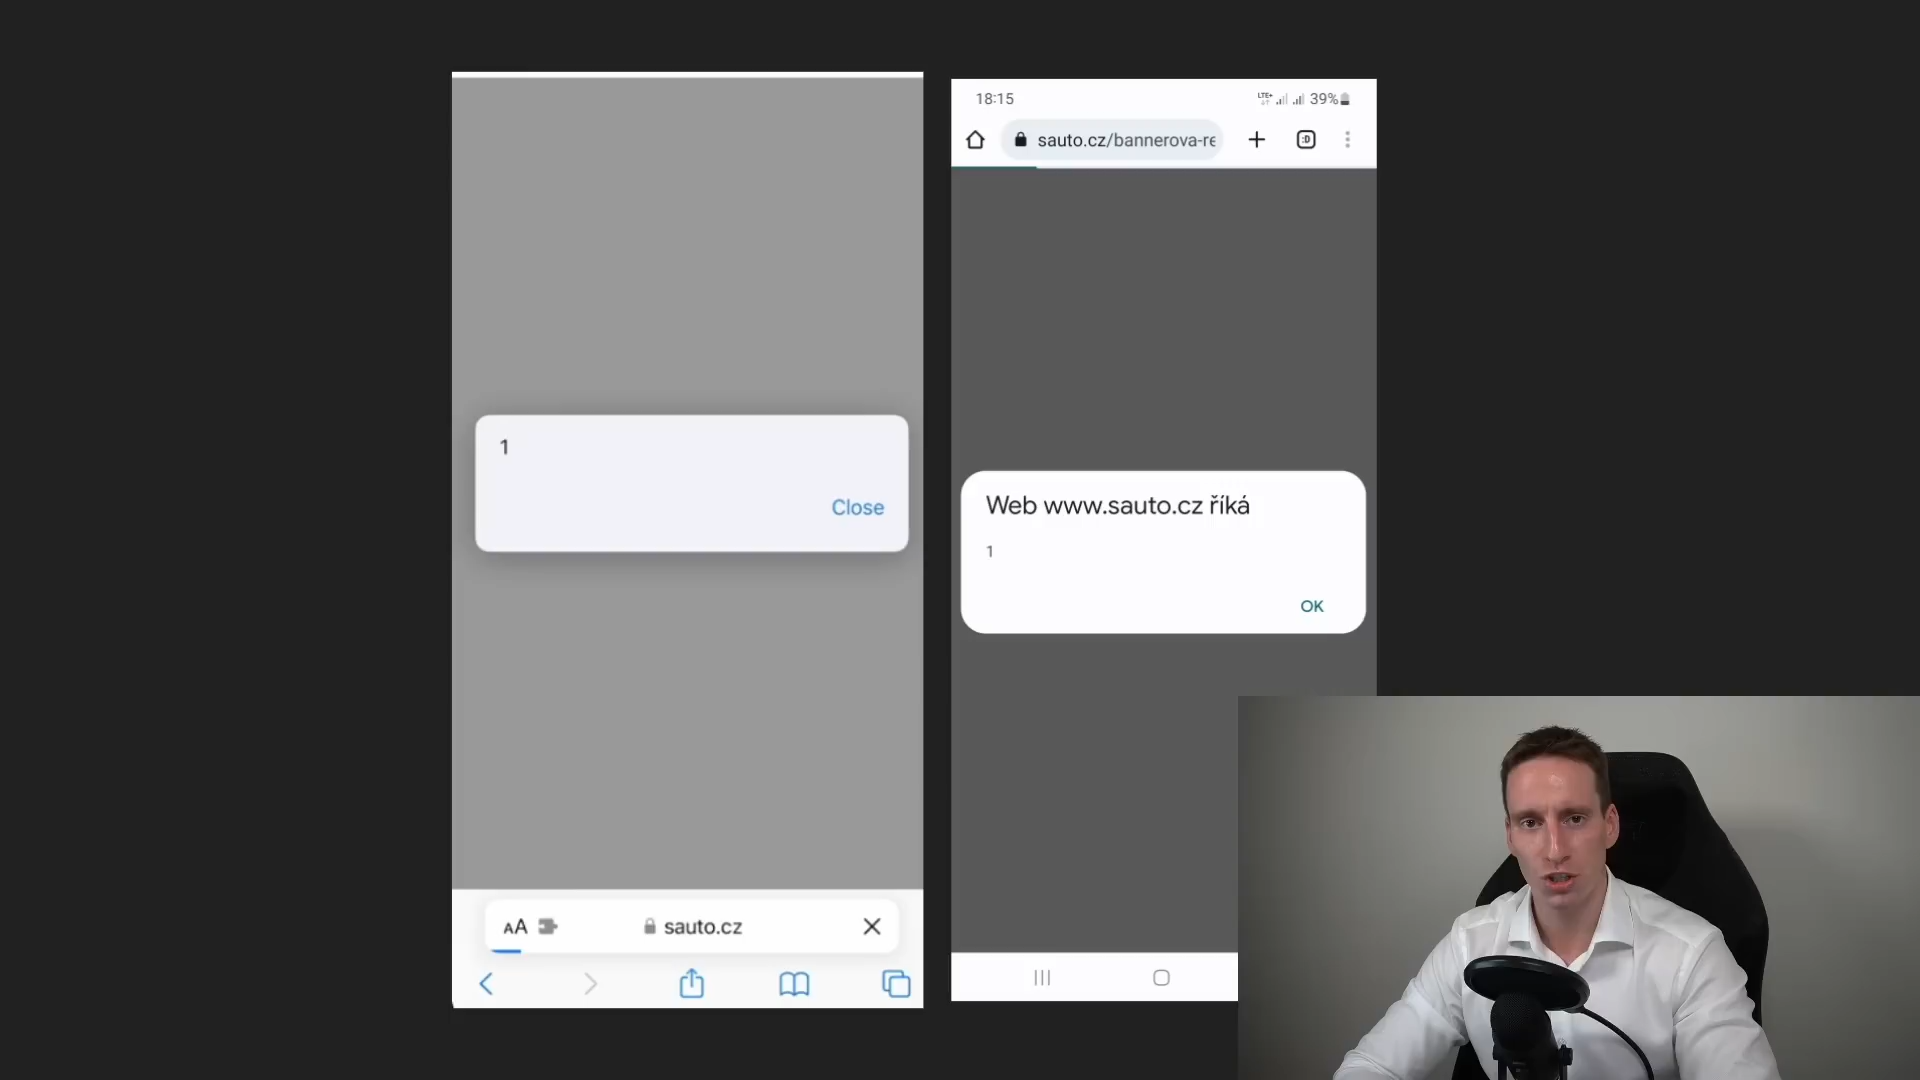 1
Close
AA
sauto.cz
18:15
LTE+
39%
sauto.cz/bannerova-re
:D
Web www.sauto.cz říká
1
OK